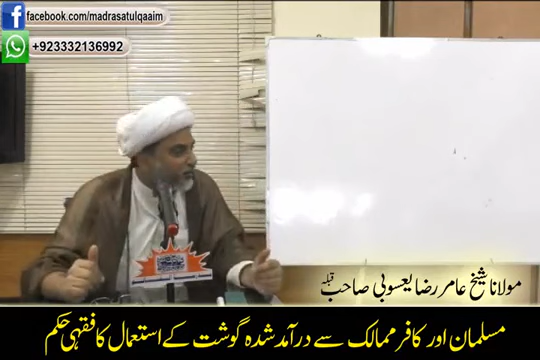 facebook.com/madrasatulqaaim
+923332136992
مولانا شیخ عامر رضا یعسوبی صاحب قبلہ
مسلمان اور کافر ممالک سے درآمد شدہ گوشت کے استعمال کا فقہی حکم